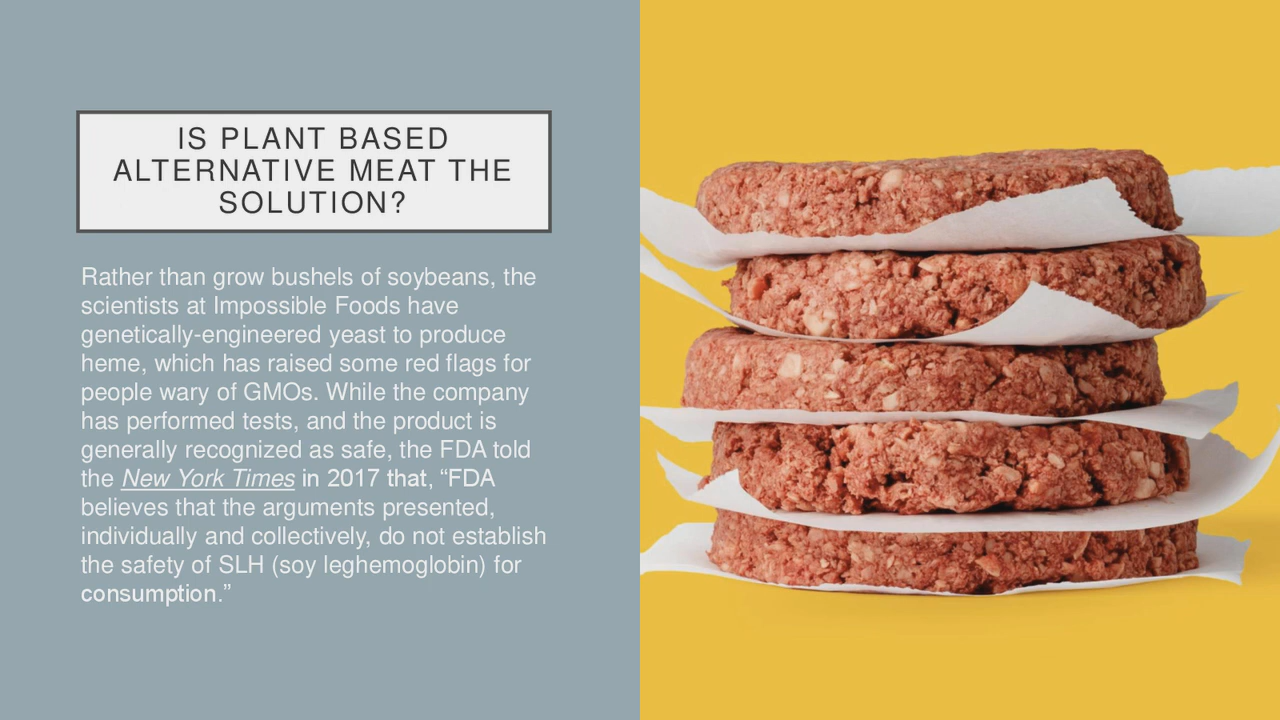 IS PLANT BASED
ALTERNATIVE MEAT THE
SOLUTION?
Rather than grow bushels of soybeans, the
scientists at Impossible Foods have
genetically-engineered yeast to produce
heme, which has raised some red flags for
people wary of GMOs. While the company
has performed tests, and the product is
generally recognized as safe, the FDA told
the New York Times in 2017 that, “FDA
believes that the arguments presented,
individually and collectively, do not establish
the safety of SLH (soy leghemoglobin) for
consumption.”